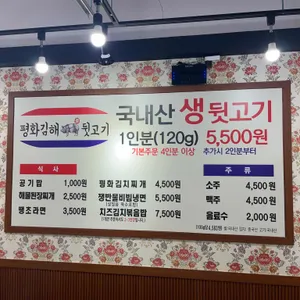 평화김해뒷고기
국내산 생 뒷고기
1인분(120g) 5,500원
기본주문 4인분 이상 추가시 2인분부터
식사
공기밥 1,000원
해물된장찌개 2,500원
땡초라면 3,500원
평화김치찌개 4,500원
쟁반물비빔냉면 5,500원
치즈김치볶음밥 7,500원
주류
소주 4,500원
맥주 4,500원
음료수 2,000원